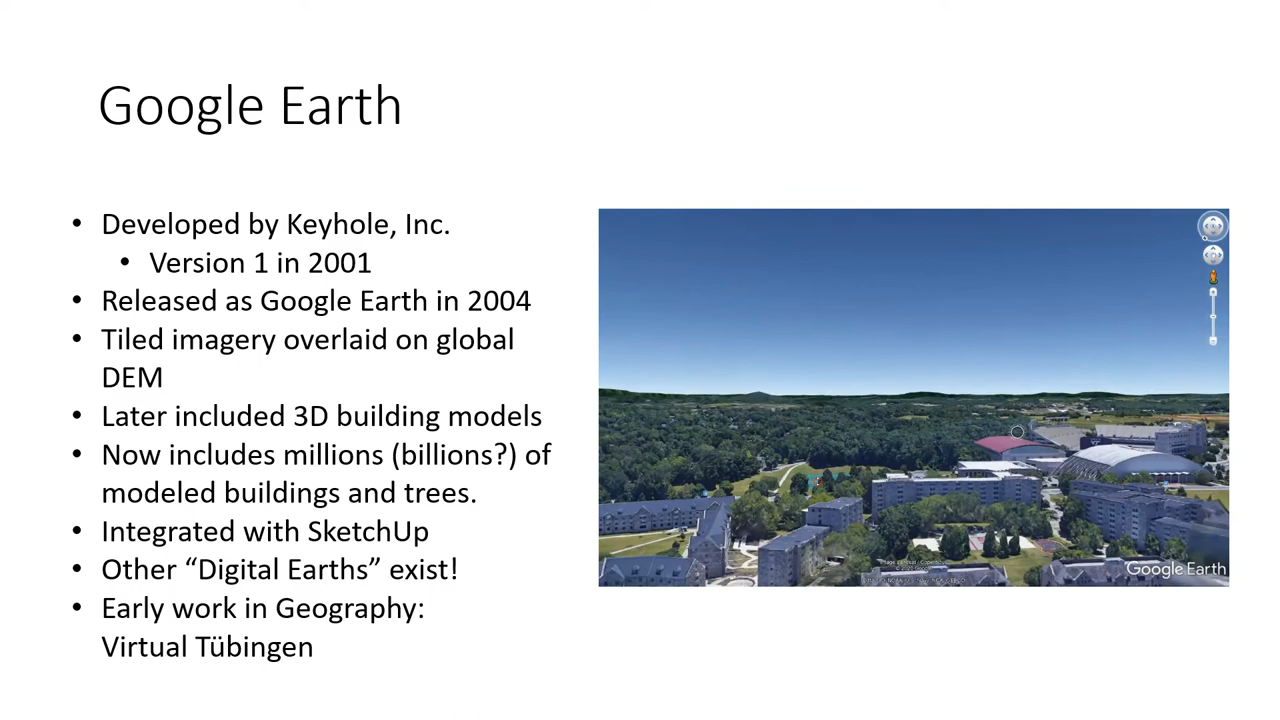 Google Earth
• Developed by Keyhole, Inc.
• Version 1 in 2001
• Released as Google Earth in 2004
• Tiled imagery overlaid on global
DEM
• Later included 3D building models
• Now includes millions (billions?) of
modeled buildings and trees.
• Integrated with SketchUp
• Other “Digital Earths” exist!
• Early work in Geography:
Virtual Tübingen
Google Earth